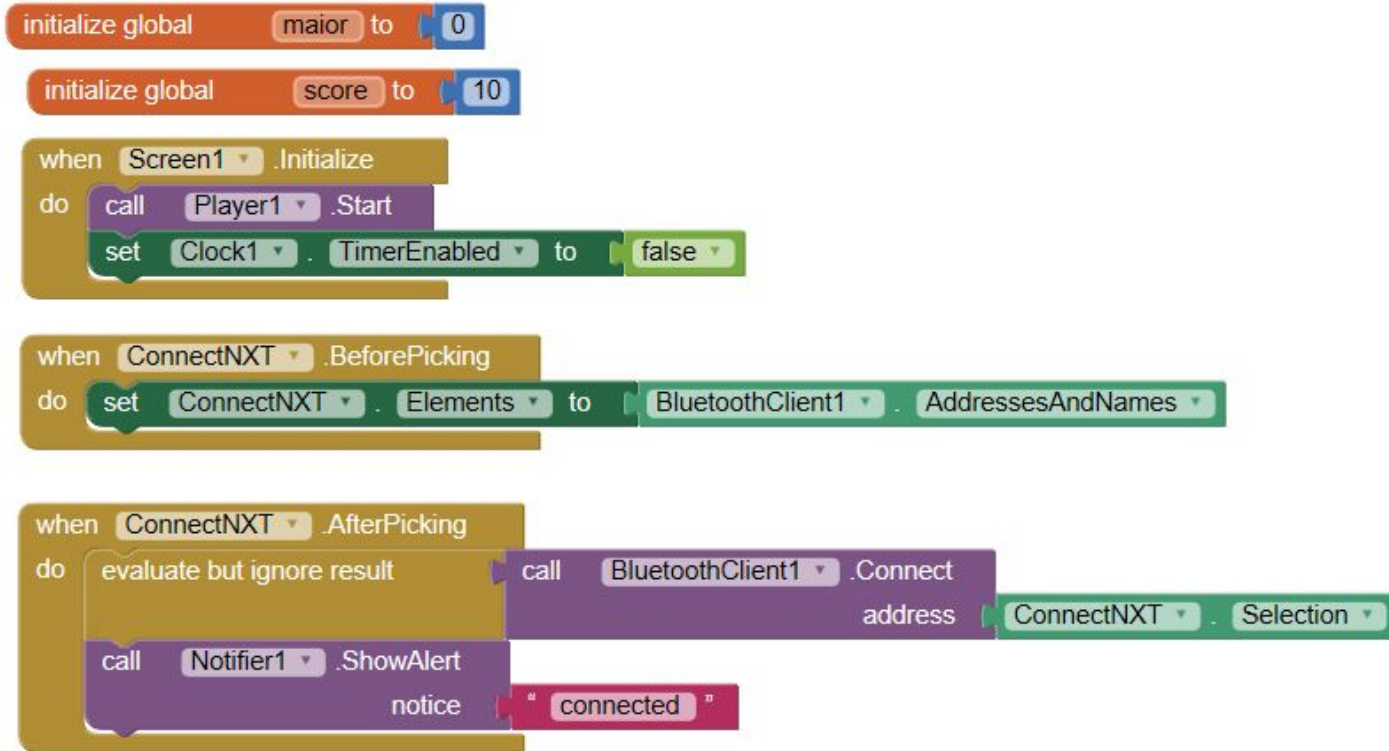 initialize global maior to 0
initialize global score to 10
when Screen1 .Initialize
do call Player1 .Start
set Clock1 . TimerEnabled to false
when ConnectNXT .BeforePicking
do set ConnectNXT . Elements to BluetoothClient1 . AddressesAndNames
when ConnectNXT .AfterPicking
do evaluate but ignore result call BluetoothClient1 .Connect
address ConnectNXT . Selection
call Notifier1 .ShowAlert
notice " connected "